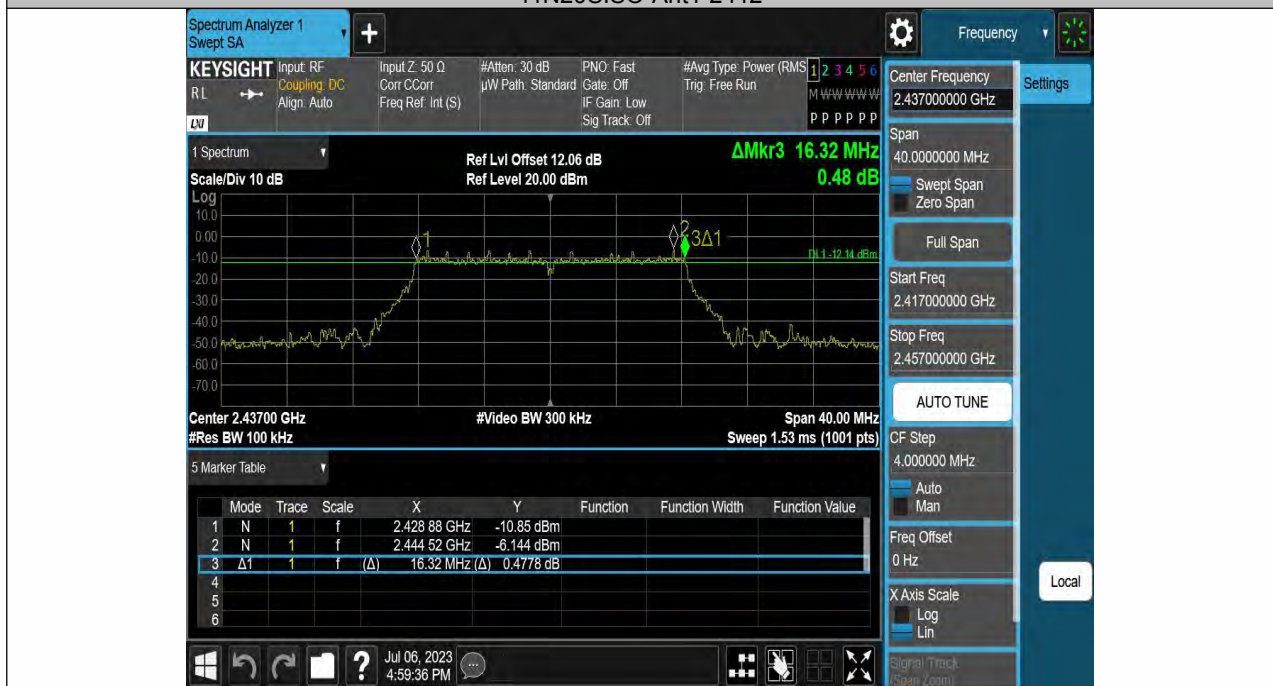 Spectrum Analyzer 1
Swept SA
Frequency
KEYSIGHT
RL
LXI
Input: RF
Coupling: DC
Align: Auto
Input Z: 50 Ω
Corr CCorr
Freq Ref: Int (S)
#Atten: 30 dB
µW Path: Standard
PNO: Fast
Gate: Off
IF Gain: Low
Sig Track: Off
#Avg Type: Power (RMS
Trig: Free Run
1 2 3 4 5 6
M W W W W W
P P P P P P
1 Spectrum
Scale/Div 10 dB
Ref Lvl Offset 12.06 dB
Ref Level 20.00 dBm
ΔMkr3 16.32 MHz
0.48 dB
Log
10.0
0.00
-10.0
-20.0
-30.0
-40.0
-50.0
-60.0
-70.0
1
2
3Δ1
DL1 -12.14 dBm
Center 2.43700 GHz
#Video BW 300 kHz
Span 40.00 MHz
#Res BW 100 kHz
Sweep 1.53 ms (1001 pts)
5 Marker Table
Mode Trace Scale X Y Function Function Width Function Value
1 N 1 f 2.428 88 GHz -10.85 dBm
2 N 1 f 2.444 52 GHz -6.144 dBm
3 Δ1 1 f (Δ) 16.32 MHz (Δ) 0.4778 dB
4
5
6
Jul 06, 2023
4:59:36 PM
Center Frequency
2.437000000 GHz
Settings
Span
40.0000000 MHz
Swept Span
Zero Span
Full Span
Start Freq
2.417000000 GHz
Stop Freq
2.457000000 GHz
AUTO TUNE
CF Step
4.000000 MHz
Auto
Man
Freq Offset
0 Hz
X Axis Scale
Log
Lin
Signal Track
(Span Zoom)
Local